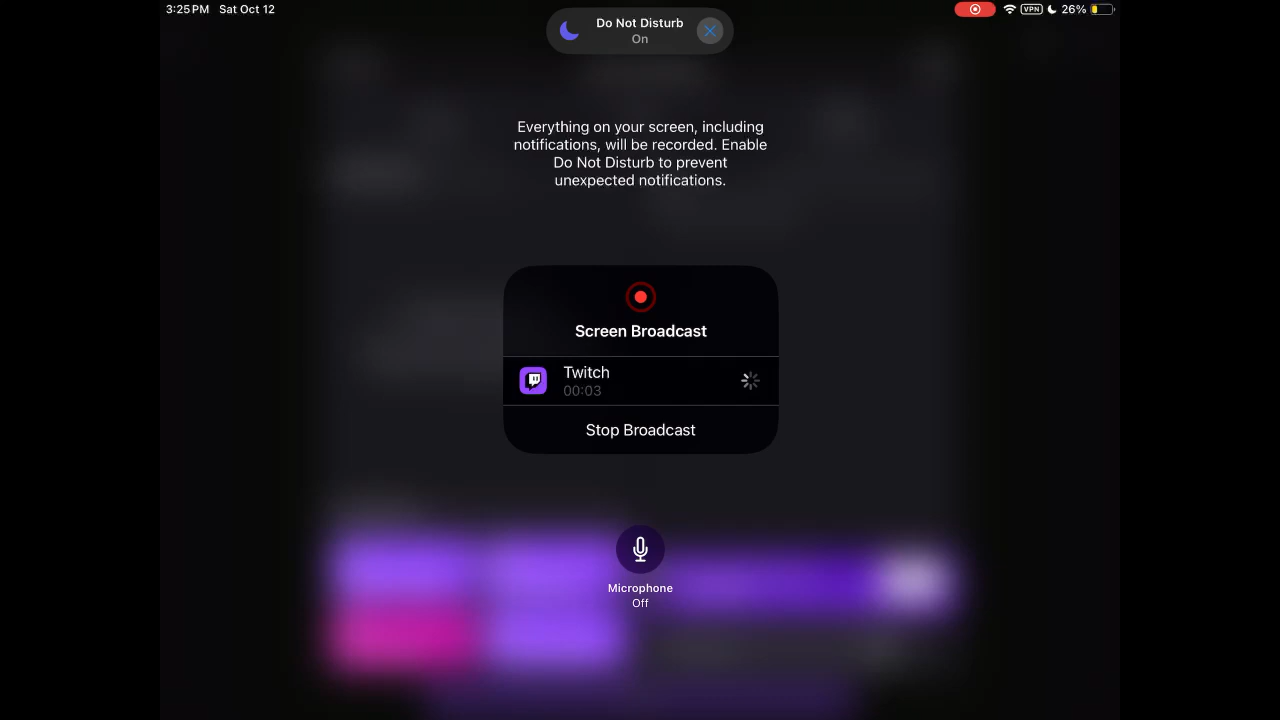 3:25 PM Sat Oct 12
VPN 26%
Do Not Disturb
On
Everything on your screen, including
notifications, will be recorded. Enable
Do Not Disturb to prevent
unexpected notifications.
Screen Broadcast
Twitch
00:03
Stop Broadcast
Microphone
Off